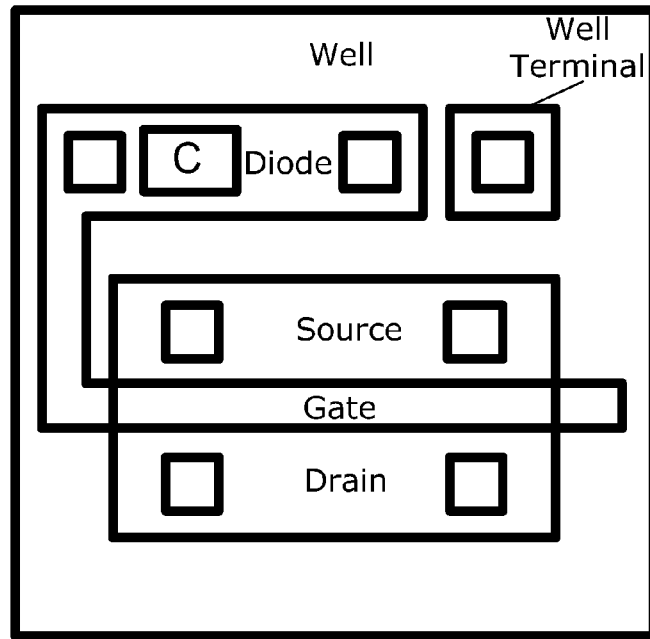 Well
Well
Terminal
C
Diode
Source
Gate
Drain